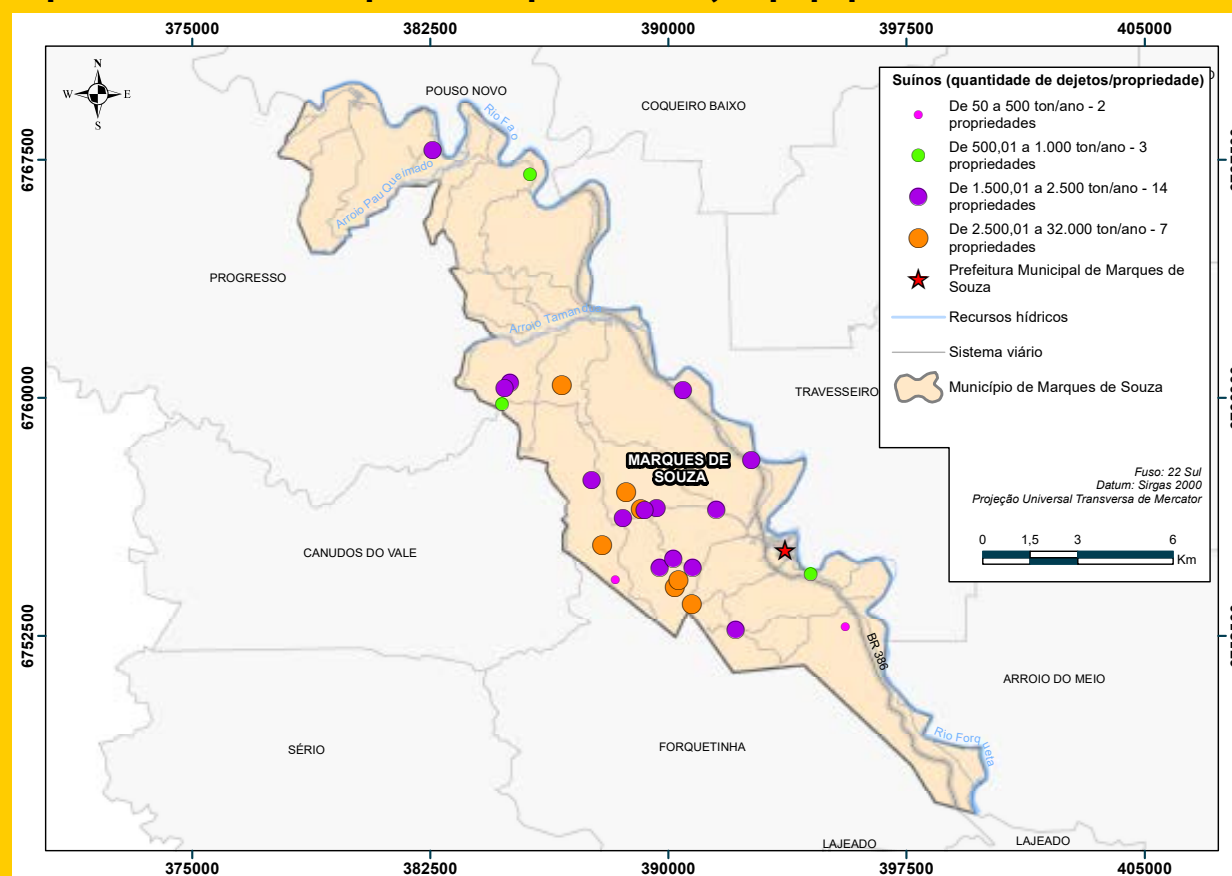 375000
382500
390000
397500
405000
N
W
E
S
POUSO NOVO
COQUEIRO BAIXO
Rio Fao
Arroio Pau Queimado
PROGRESSO
Arroio Taman
TRAVESSEIRO
MARQUES DE
SOUZA
CANUDOS DO VALE
BR 386
ARROIO DO MEIO
Rio Forqueta
SÉRIO
FORQUETINHA
LAJEADO
LAJEADO
6767500
6760000
6752500
Suínos (quantidade de dejetos/propriedade)
De 50 a 500 ton/ano - 2
propriedades
De 500,01 a 1.000 ton/ano - 3
propriedades
De 1.500,01 a 2.500 ton/ano - 14
propriedades
De 2.500,01 a 32.000 ton/ano - 7
propriedades
Prefeitura Municipal de Marques de
Souza
Recursos hídricos
Sistema viário
Município de Marques de Souza
Fuso: 22 Sul
Datum: Sirgas 2000
Projeção Universal Transversa de Mercator
0
1,5
3
6
Km
375000
382500
390000
397500
405000